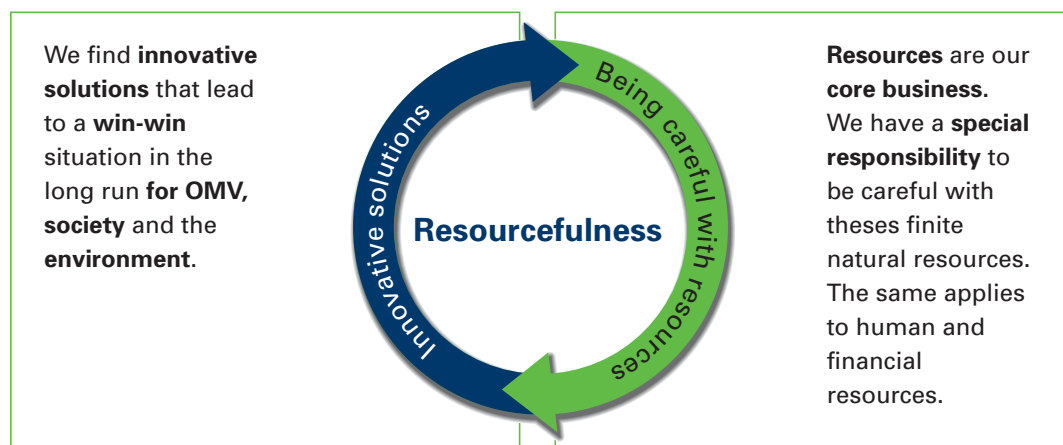 We find innovative
solutions that lead
to a win-win
situation in the
long run for OMV,
society and the
environment.
Innovative solutions
Resourcefulness
Being careful with resources
Resources are our
core business.
We have a special
responsibility to
be careful with
theses finite
natural resources.
The same applies
to human and
financial
resources.